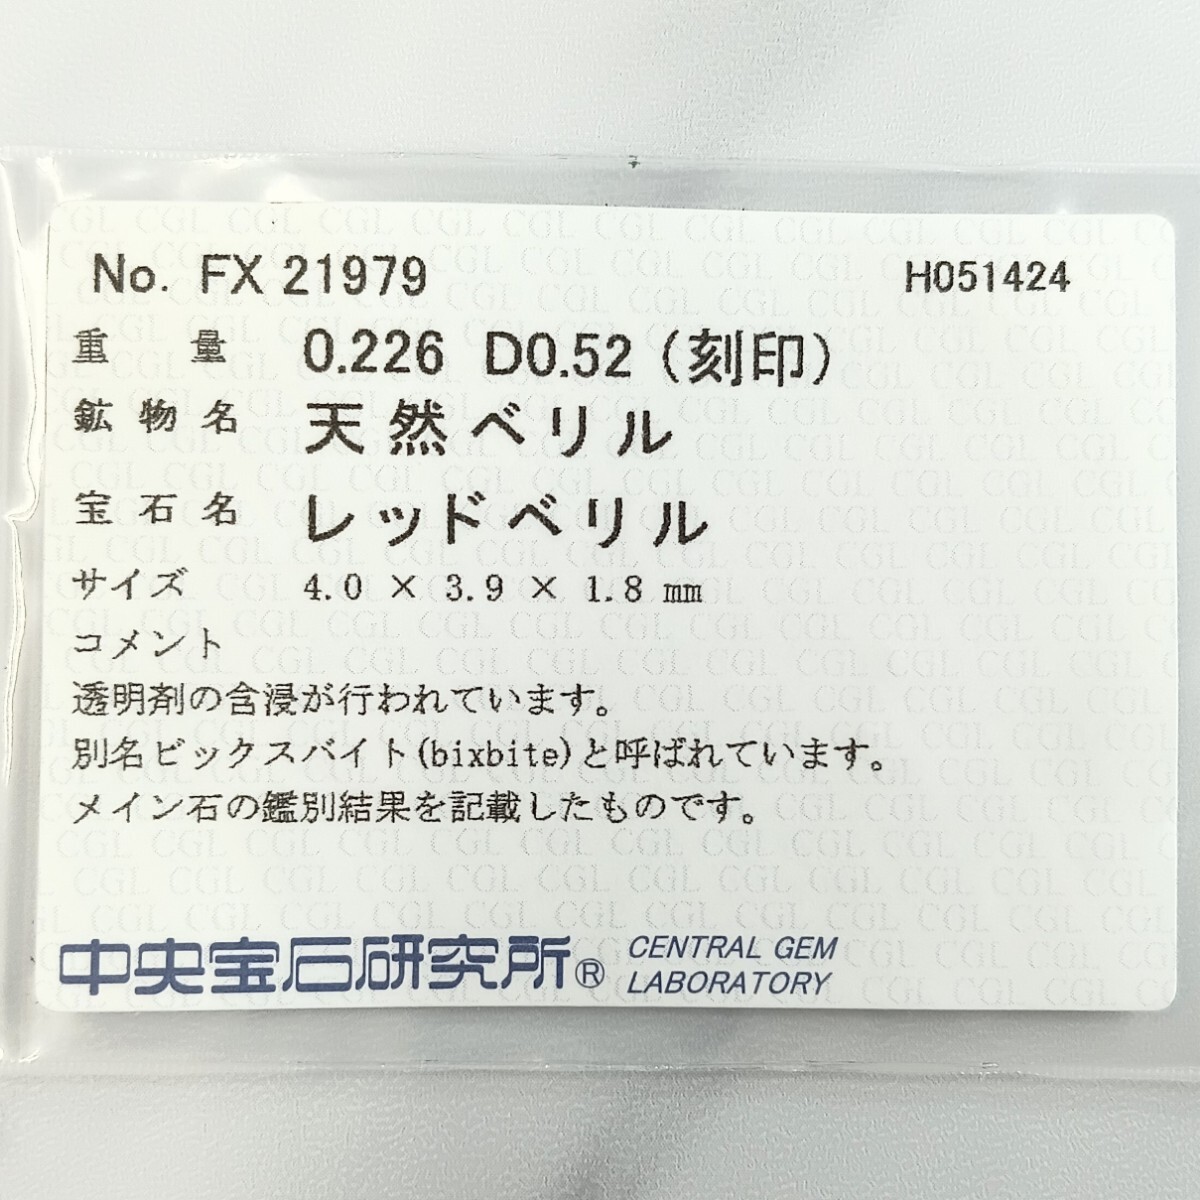 No. FX 21979 H051424
重量 0.226 D0.52(刻印)
鉱物名 天然ベリル
宝石名 レッドベリル
サイズ 4.0 × 3.9 × 1.8 mm
コメント
透明剤の含浸が行われています。
別名ビックスバイト(bixbite)と呼ばれています。
メイン石の鑑別結果を記載したものです。
中央宝石研究所® CENTRAL GEM
LABORATORY